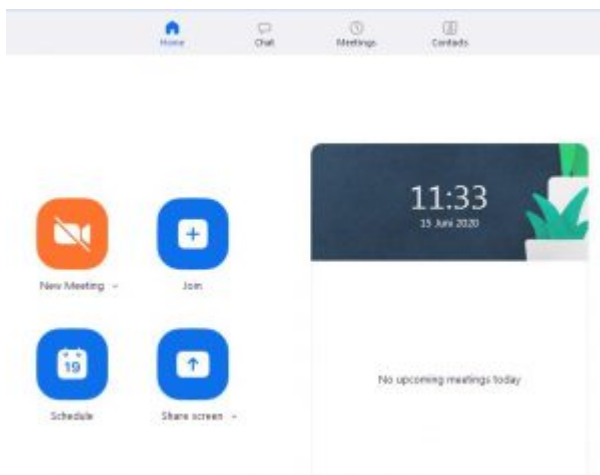 Home
Chat
Meetings
Contacts
11:33
15 Juni 2020
New Meeting
Join
19
Schedule
Share screen
No upcoming meetings today